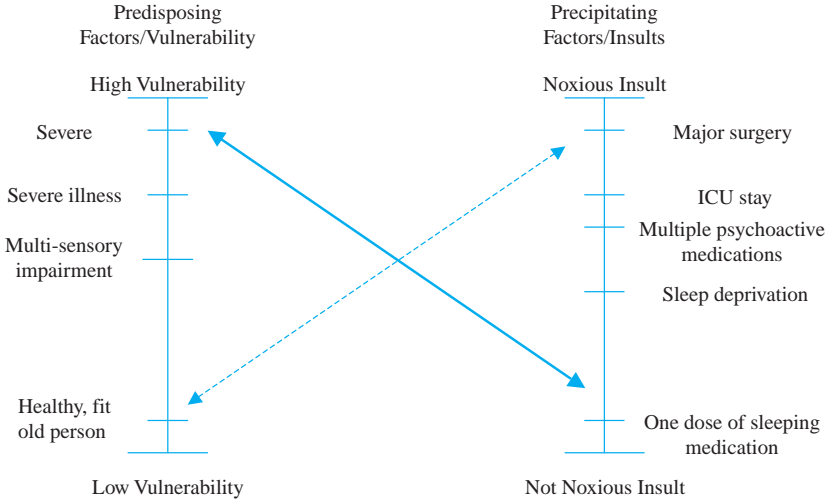 Predisposing
Factors/Vulnerability
High Vulnerability
Severe
Severe illness
Multi-sensory
impairment
Healthy, fit
old person
Low Vulnerability
Precipitating
Factors/Insults
Noxious Insult
Major surgery
ICU stay
Multiple psychoactive
medications
Sleep deprivation
One dose of sleeping
medication
Not Noxious Insult